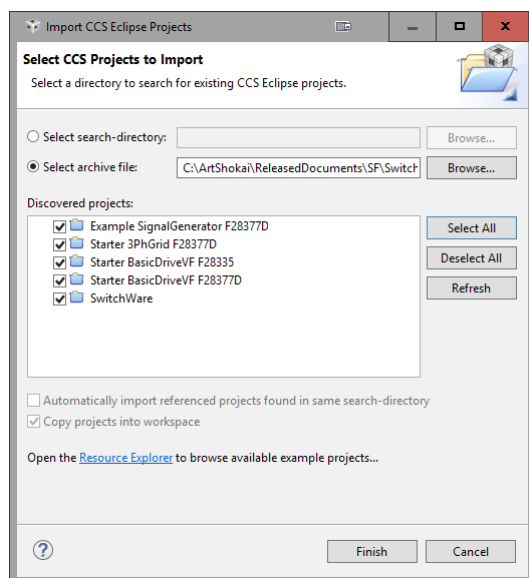 Import CCS Eclipse Projects
Select CCS Projects to Import
Select a directory to search for existing CCS Eclipse projects.
Select search-directory:
Browse...
Select archive file:
C:\ArtShokai\ReleasedDocuments\SF\Switch
Browse...
Discovered projects:
Example SignalGenerator F28377D
Starter 3PhGrid F28377D
Starter BasicDriveVF F28335
Starter BasicDriveVF F28377D
SwitchWare
Select All
Deselect All
Refresh
Automatically import referenced projects found in same search-directory
Copy projects into workspace
Open the Resource Explorer to browse available example projects...
?
Finish
Cancel